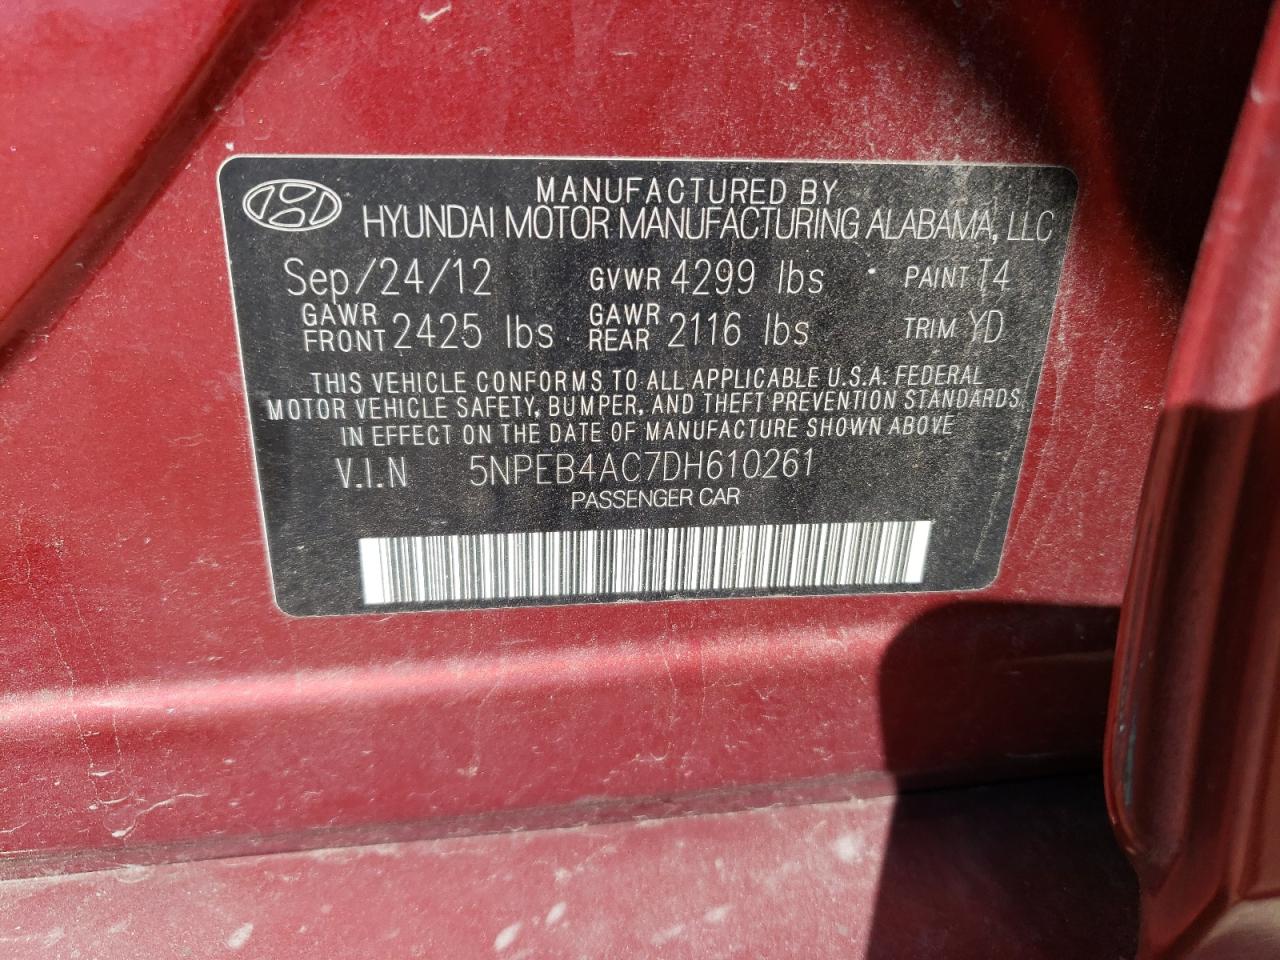 MANUFACTURED BY
HYUNDAI MOTOR MANUFACTURING ALABAMA, LLC
Sep/24/12 GVWR 4299 lbs PAINT T4
GAWR FRONT 2425 lbs GAWR REAR 2116 lbs TRIM YD
THIS VEHICLE CONFORMS TO ALL APPLICABLE U.S.A. FEDERAL
MOTOR VEHICLE SAFETY, BUMPER, AND THEFT PREVENTION STANDARDS
IN EFFECT ON THE DATE OF MANUFACTURE SHOWN ABOVE
V.I.N 5NPEB4AC7DH610261
PASSENGER CAR